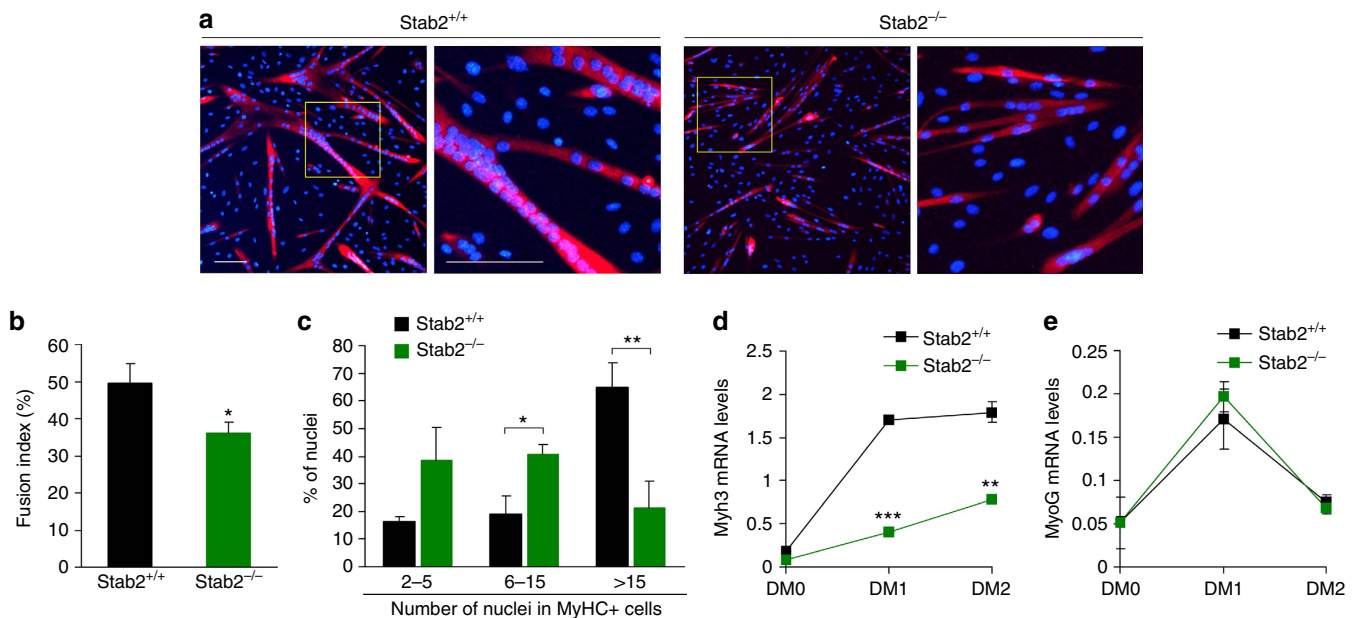 a
Stab2+/+
Stab2−/−
b
Fusion index (%)
60
50
40
30
20
10
0
*
Stab2+/+
Stab2−/−
c
Stab2+/+
Stab2−/−
% of nuclei
80
70
60
50
40
30
20
10
0
*
**
2–5
6–15
>15
Number of nuclei in MyHC+ cells
d
Stab2+/+
Stab2−/−
Myh3 mRNA levels
2.5
2
1.5
1
0.5
0
***
**
DM0
DM1
DM2
e
Stab2+/+
Stab2−/−
MyoG mRNA levels
0.25
0.2
0.15
0.1
0.05
0
DM0
DM1
DM2